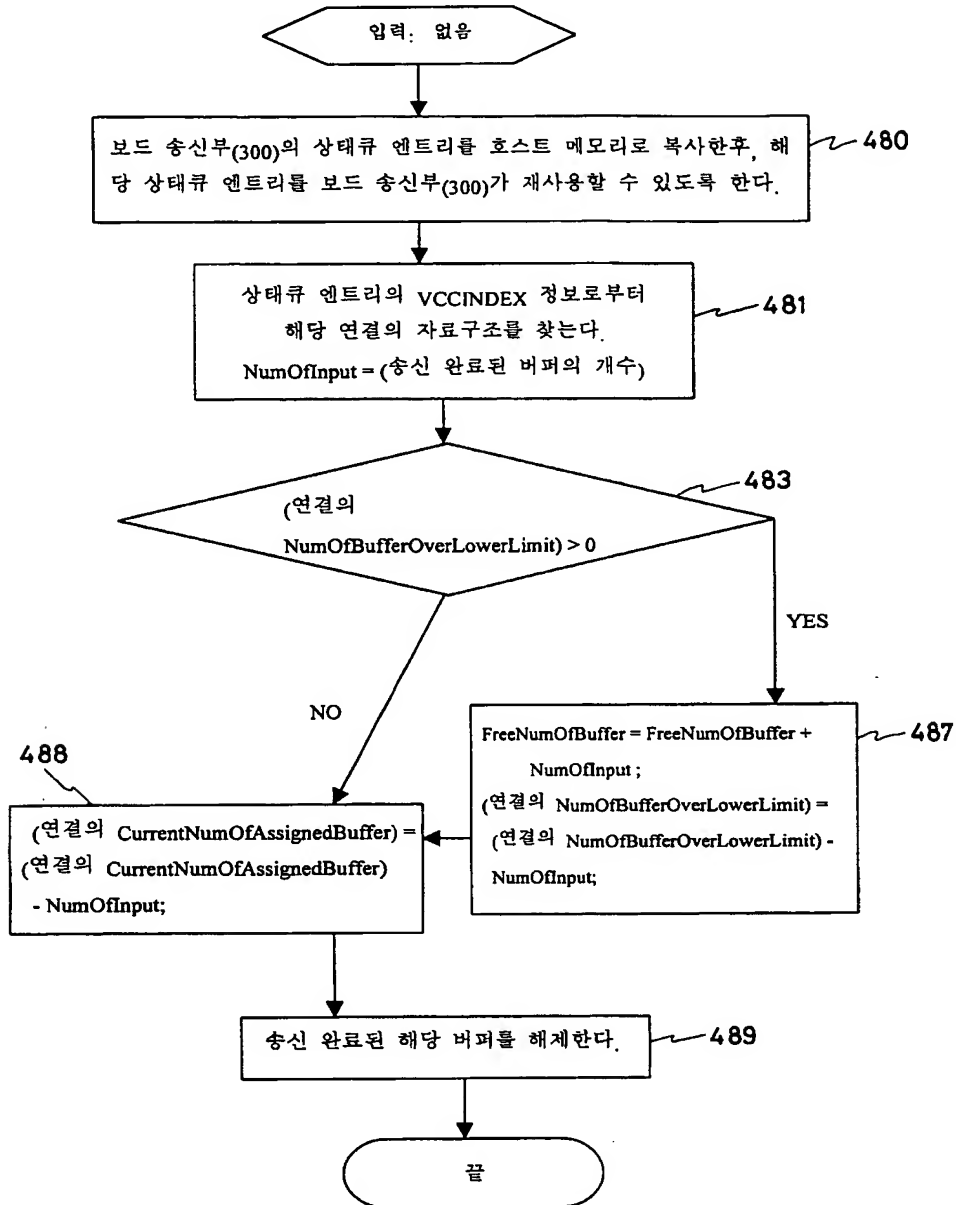 입력: 없음
보드 송신부(300)의 상태큐 엔트리를 호스트 메모리로 복사한후, 해
당 상태큐 엔트리를 보드 송신부(300)가 재사용할 수 있도록 한다.
480
상태큐 엔트리의 VCCINDEX 정보로부터
해당 연결의 자료구조를 찾는다.
NumOfInput = (송신 완료된 버퍼의 개수)
481
(연결의
NumOfBufferOverLowerLimit) > 0
483
YES
NO
FreeNumOfBuffer = FreeNumOfBuffer +
NumOfInput ;
(연결의 NumOfBufferOverLowerLimit) =
(연결의 NumOfBufferOverLowerLimit) -
NumOfInput;
487
488
(연결의 CurrentNumOfAssignedBuffer) =
(연결의 CurrentNumOfAssignedBuffer)
- NumOfInput;
송신 완료된 해당 버퍼를 해제한다.
489
끝